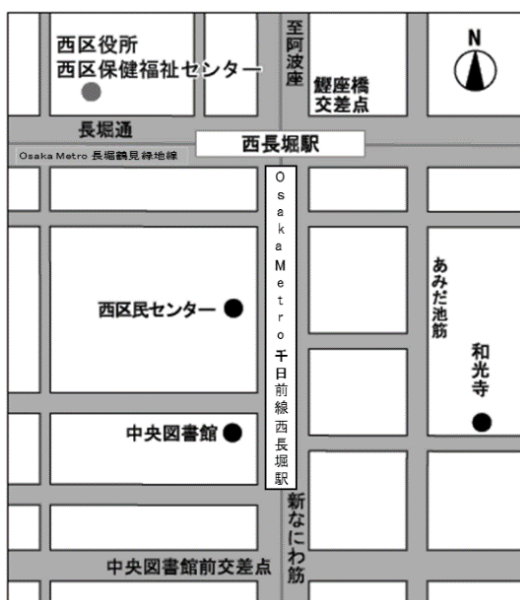 西区役所
西区保健福祉センター
至阿波座
鰹座橋
交差点
N
長堀通
西長堀駅
Osaka Metro 長堀鶴見緑地線
Osaka Metro 千日前線西長堀駅
あみだ池筋
西区民センター
和光寺
中央図書館
新なにわ筋
中央図書館前交差点